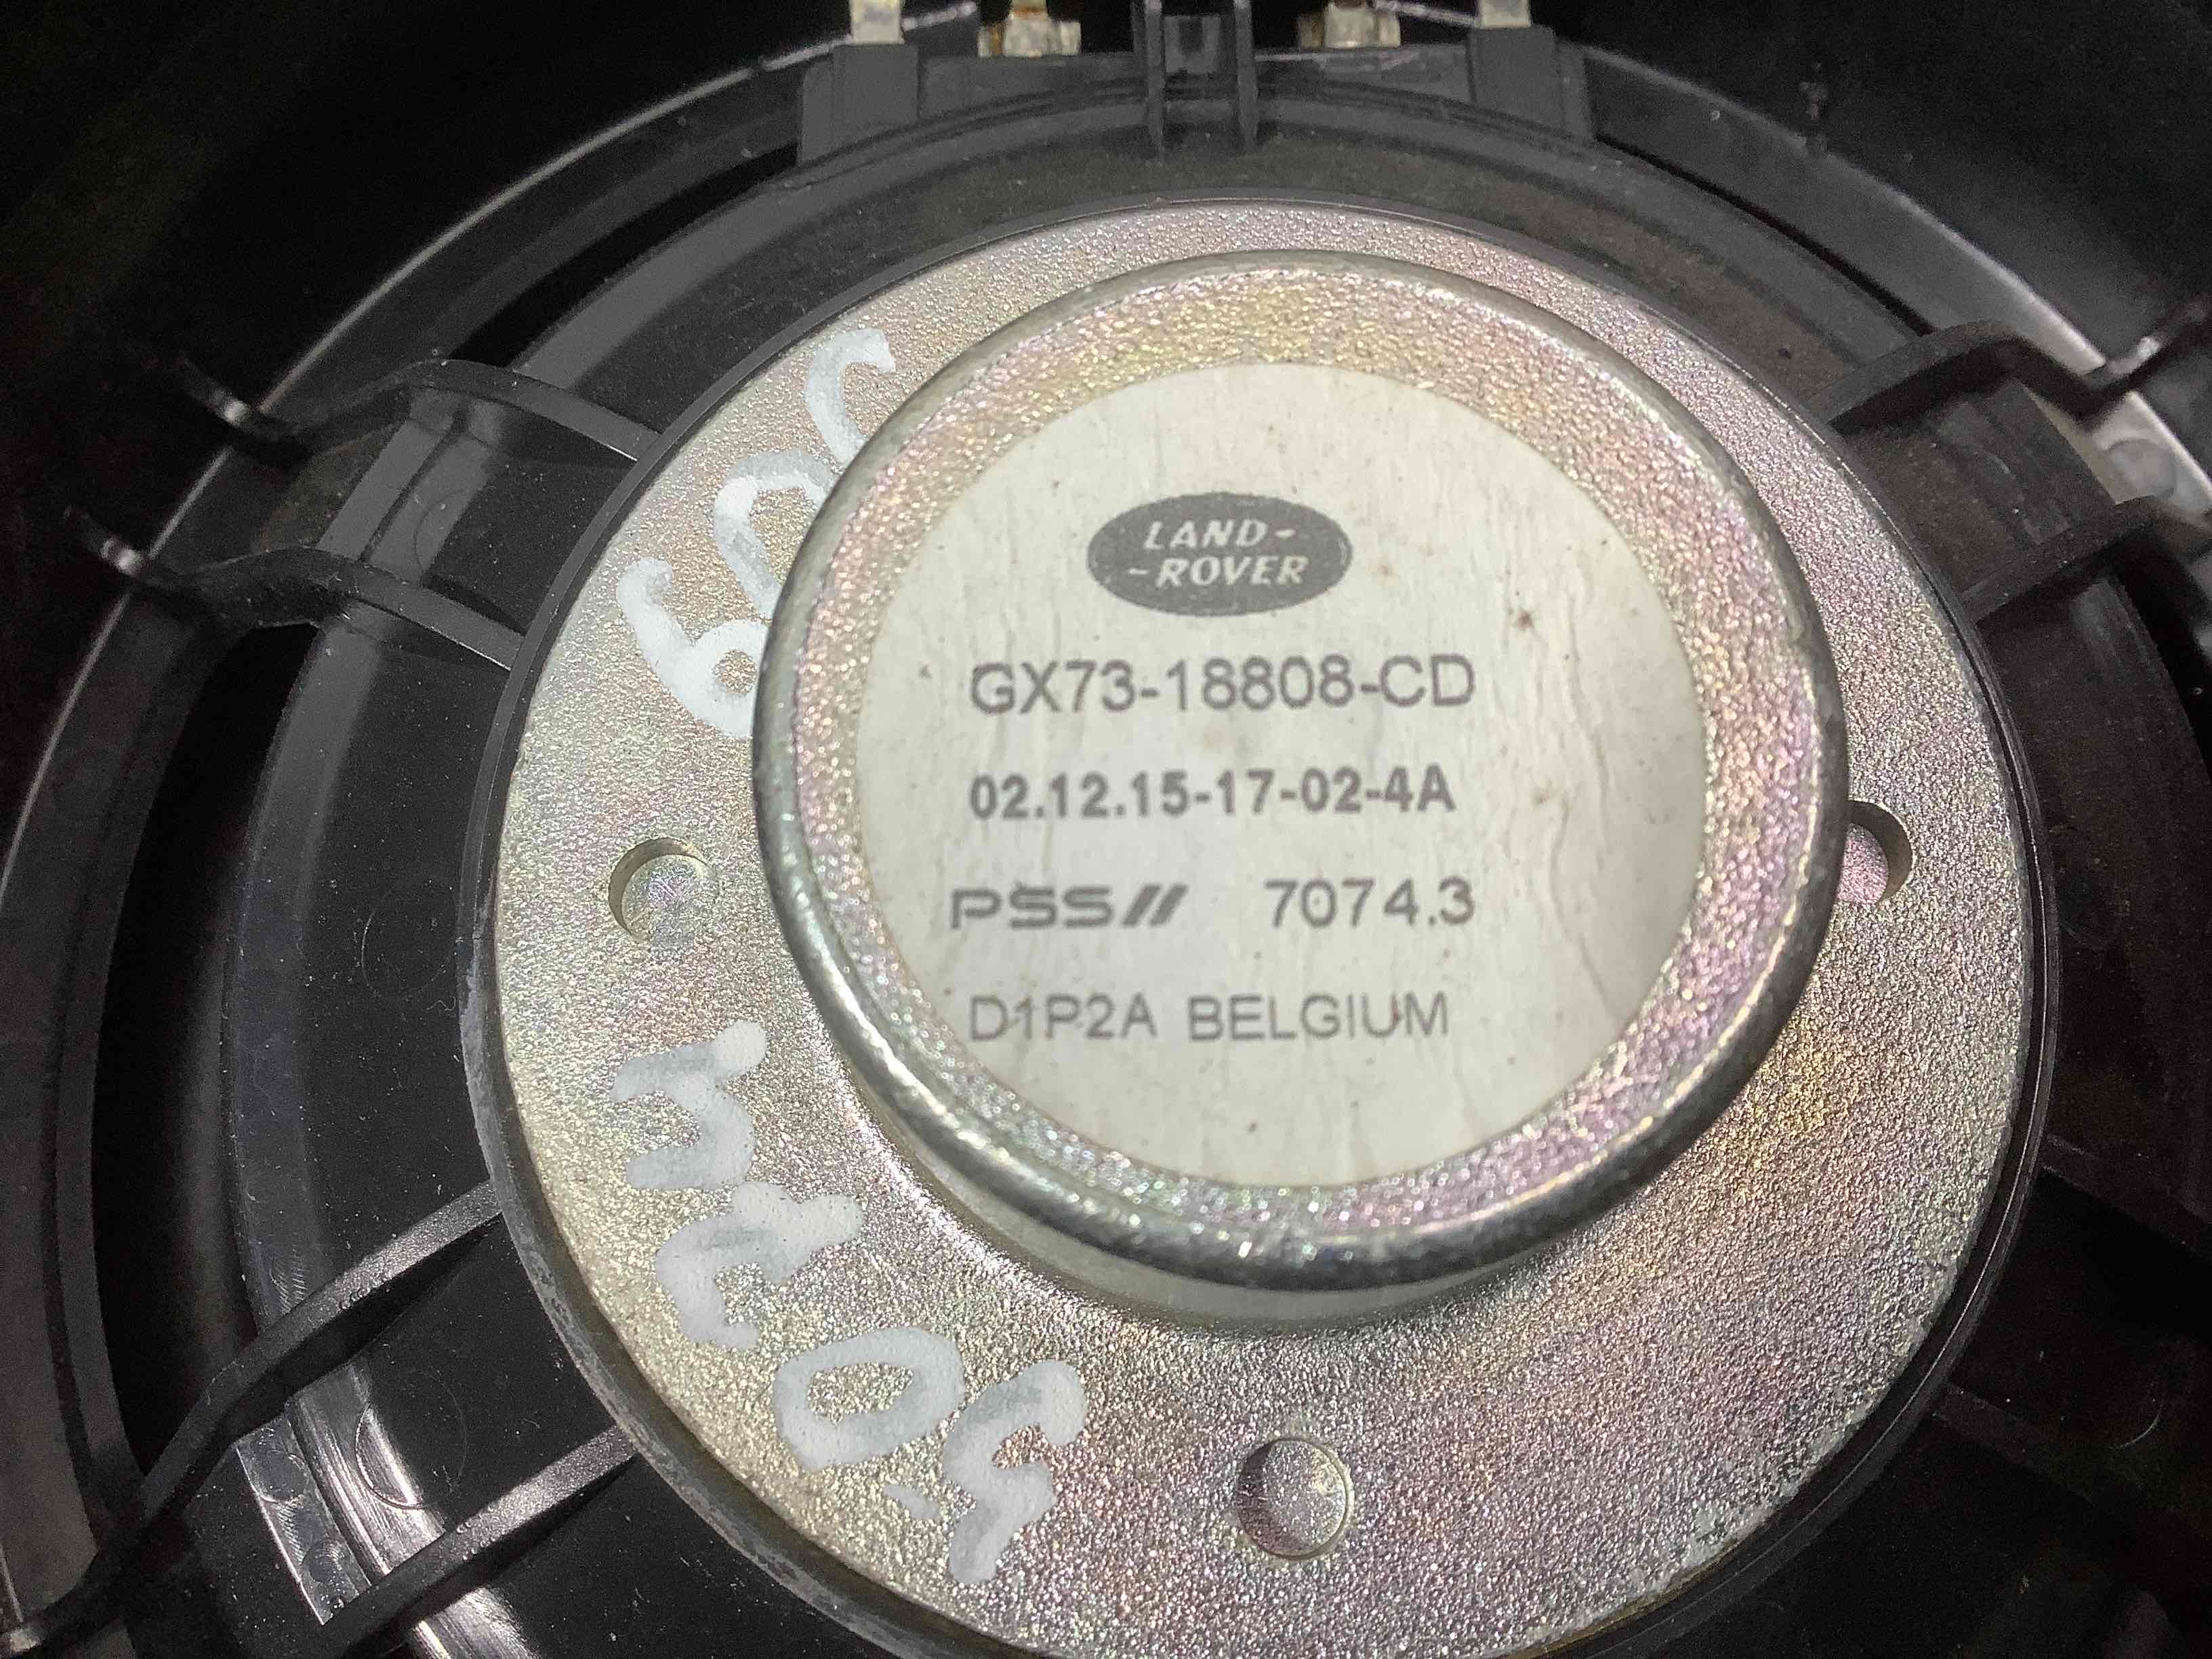 LAND-
-ROVER
GX73-18808-CD
02.12.15-17-02-4A
PSS// 7074.3
D1P2A BELGIUM